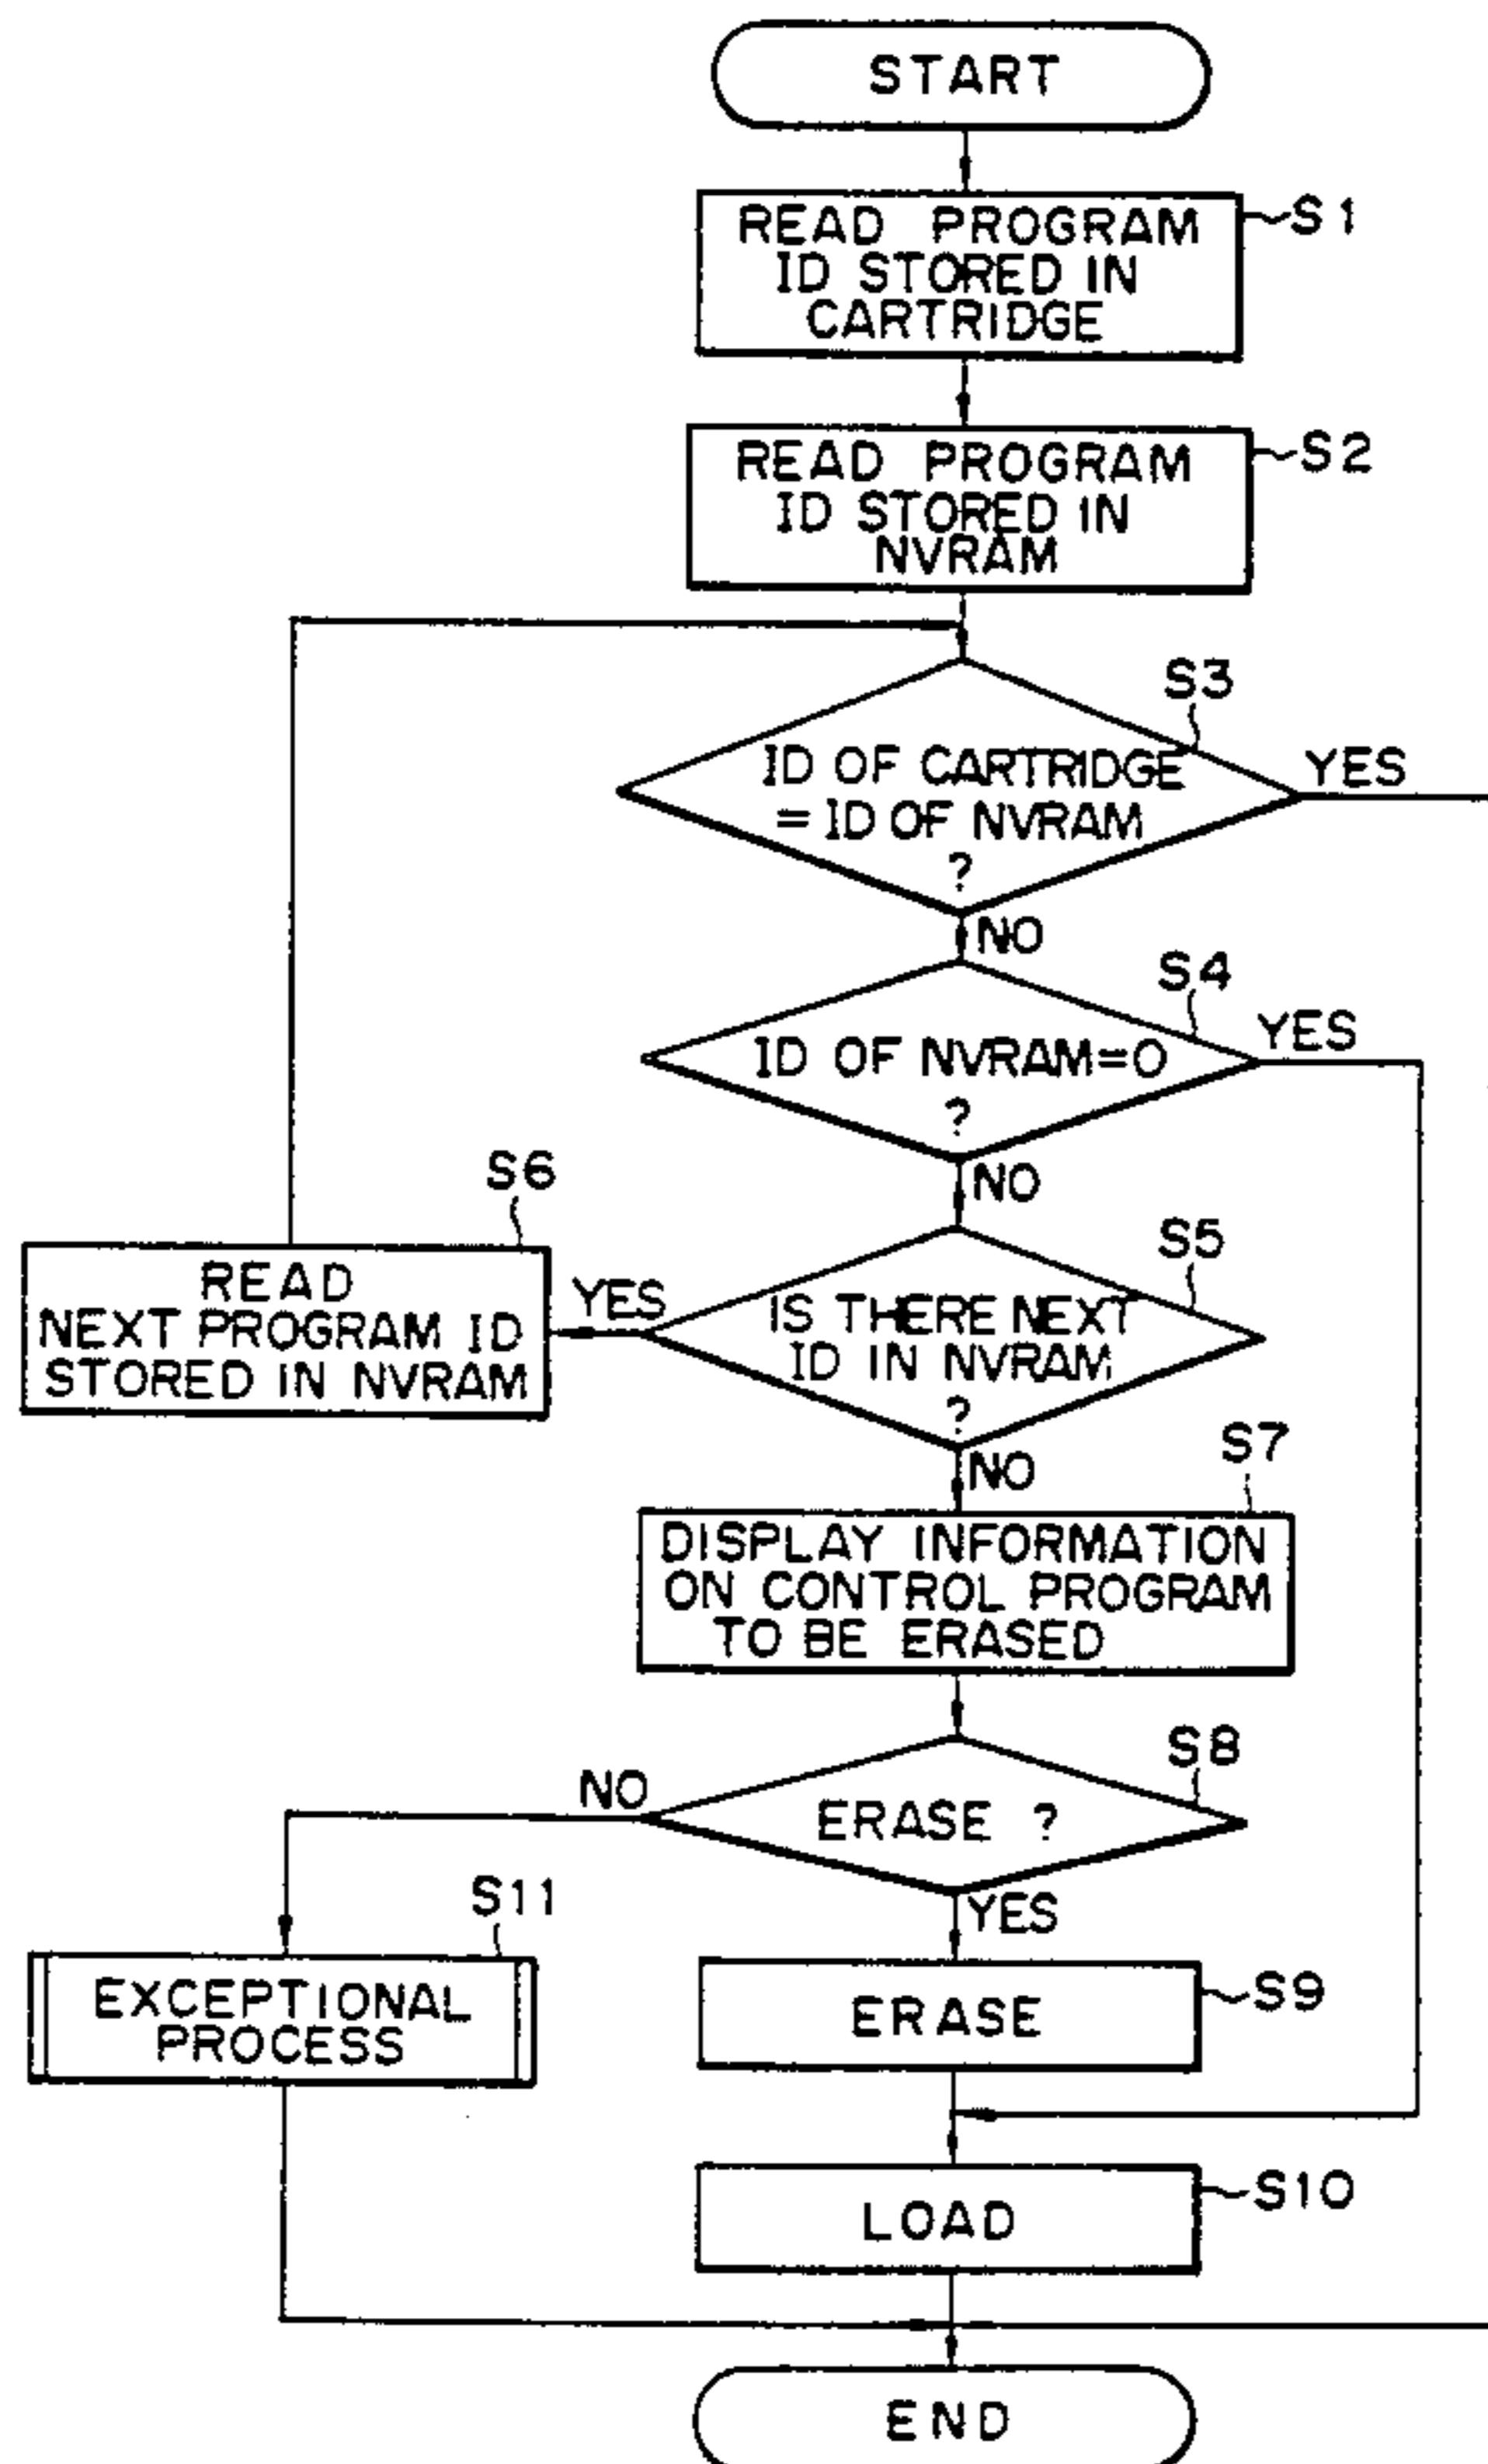 START
READ PROGRAM
ID STORED IN
CARTRIDGE
S1
READ PROGRAM
ID STORED IN
NVRAM
S2
S3
ID OF CARTRIDGE
= ID OF NVRAM
?
YES
NO
S4
ID OF NVRAM=0
?
YES
NO
S6
READ
NEXT PROGRAM ID
STORED IN NVRAM
YES
S5
IS THERE NEXT
ID IN NVRAM
?
NO
S7
DISPLAY INFORMATION
ON CONTROL PROGRAM
TO BE ERASED
S8
ERASE ?
NO
YES
S11
EXCEPTIONAL
PROCESS
ERASE
S9
LOAD
S10
END